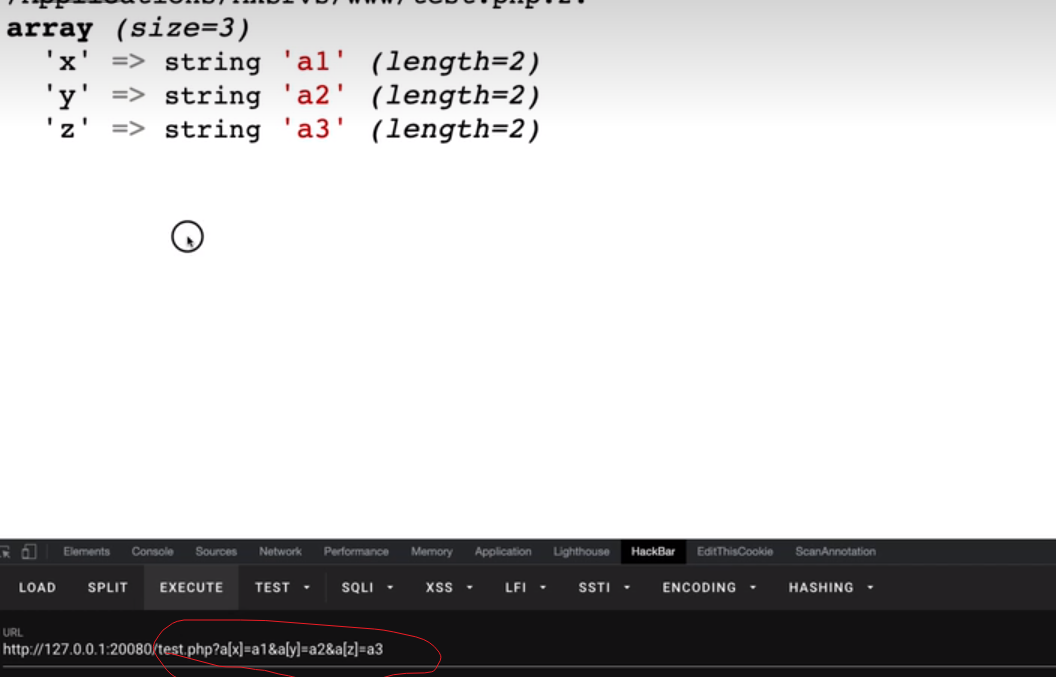 array (size=3)
'x' => string 'a1' (length=2)
'y' => string 'a2' (length=2)
'z' => string 'a3' (length=2)
Elements Console Sources Network Performance Memory Application Lighthouse HackBar EditThisCookie ScanAnnotation
LOAD SPLIT EXECUTE TEST SQLI XSS LFI SSTI ENCODING HASHING
URL
http://127.0.0.1:20080/test.php?a[x]=a1&a[y]=a2&a[z]=a3